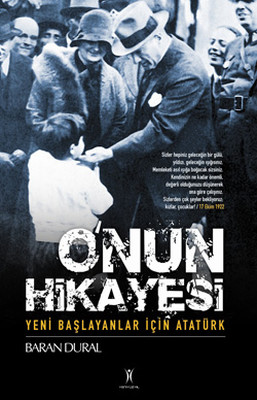 Sizler hepiniz geleceğin bir gülü,
yıldızı, geleceğin ışığısınız.
Memleketi asıl ışığa boğacak sizsiniz.
Kendinizin ne kadar önemli,
değerli olduğunuzu düşünerek
ona göre çalışınız.
Sizlerden çok şeyler bekliyoruz;
kızlar, çocuklar! / 17 Ekim 1922
O'NUN
HİKAYESİ
YENİ BAŞLAYANLAR İÇİN ATATÜRK
BARAN DURAL